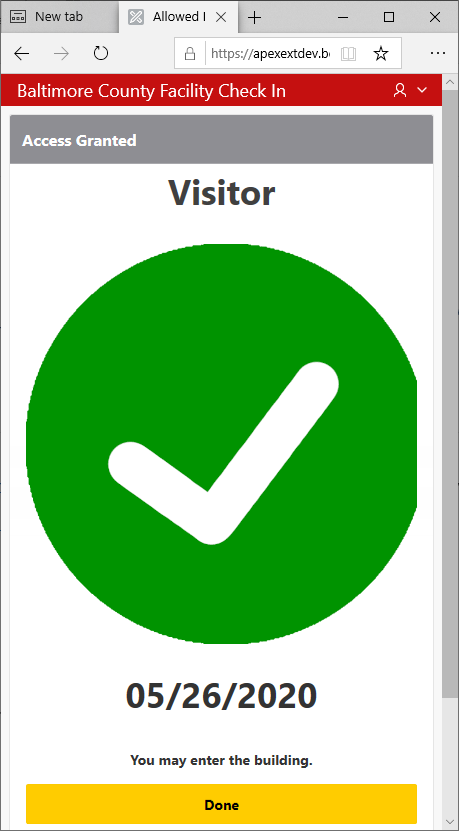 New tab
Allowed I
https://apexextdev.b
Baltimore County Facility Check In
Access Granted
Visitor
05/26/2020
You may enter the building.
Done